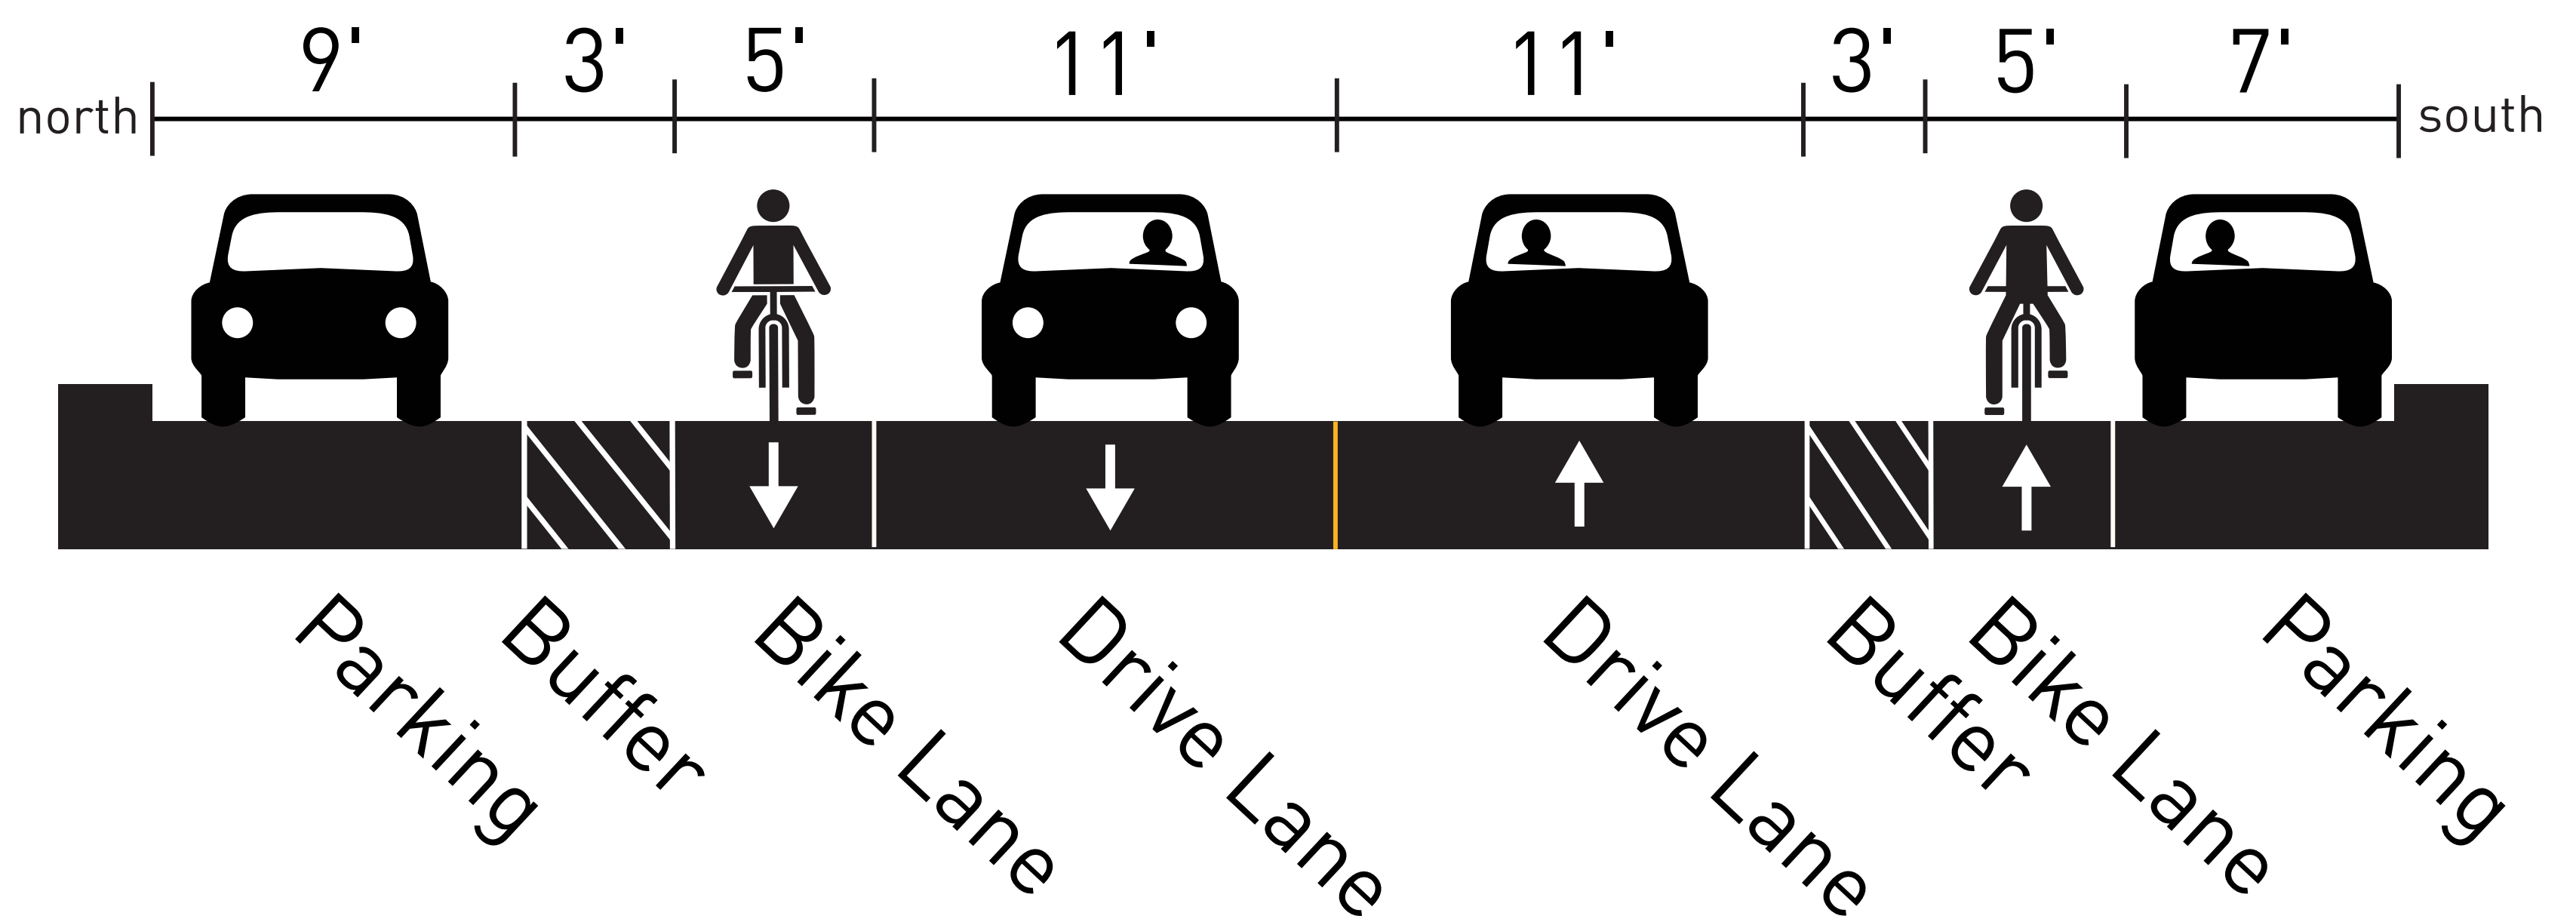 9' 3' 5' 11' 11' 3' 5' 7'
north south
Parking
Buffer
Bike Lane
Drive Lane
Drive Lane
Buffer
Bike Lane
Parking